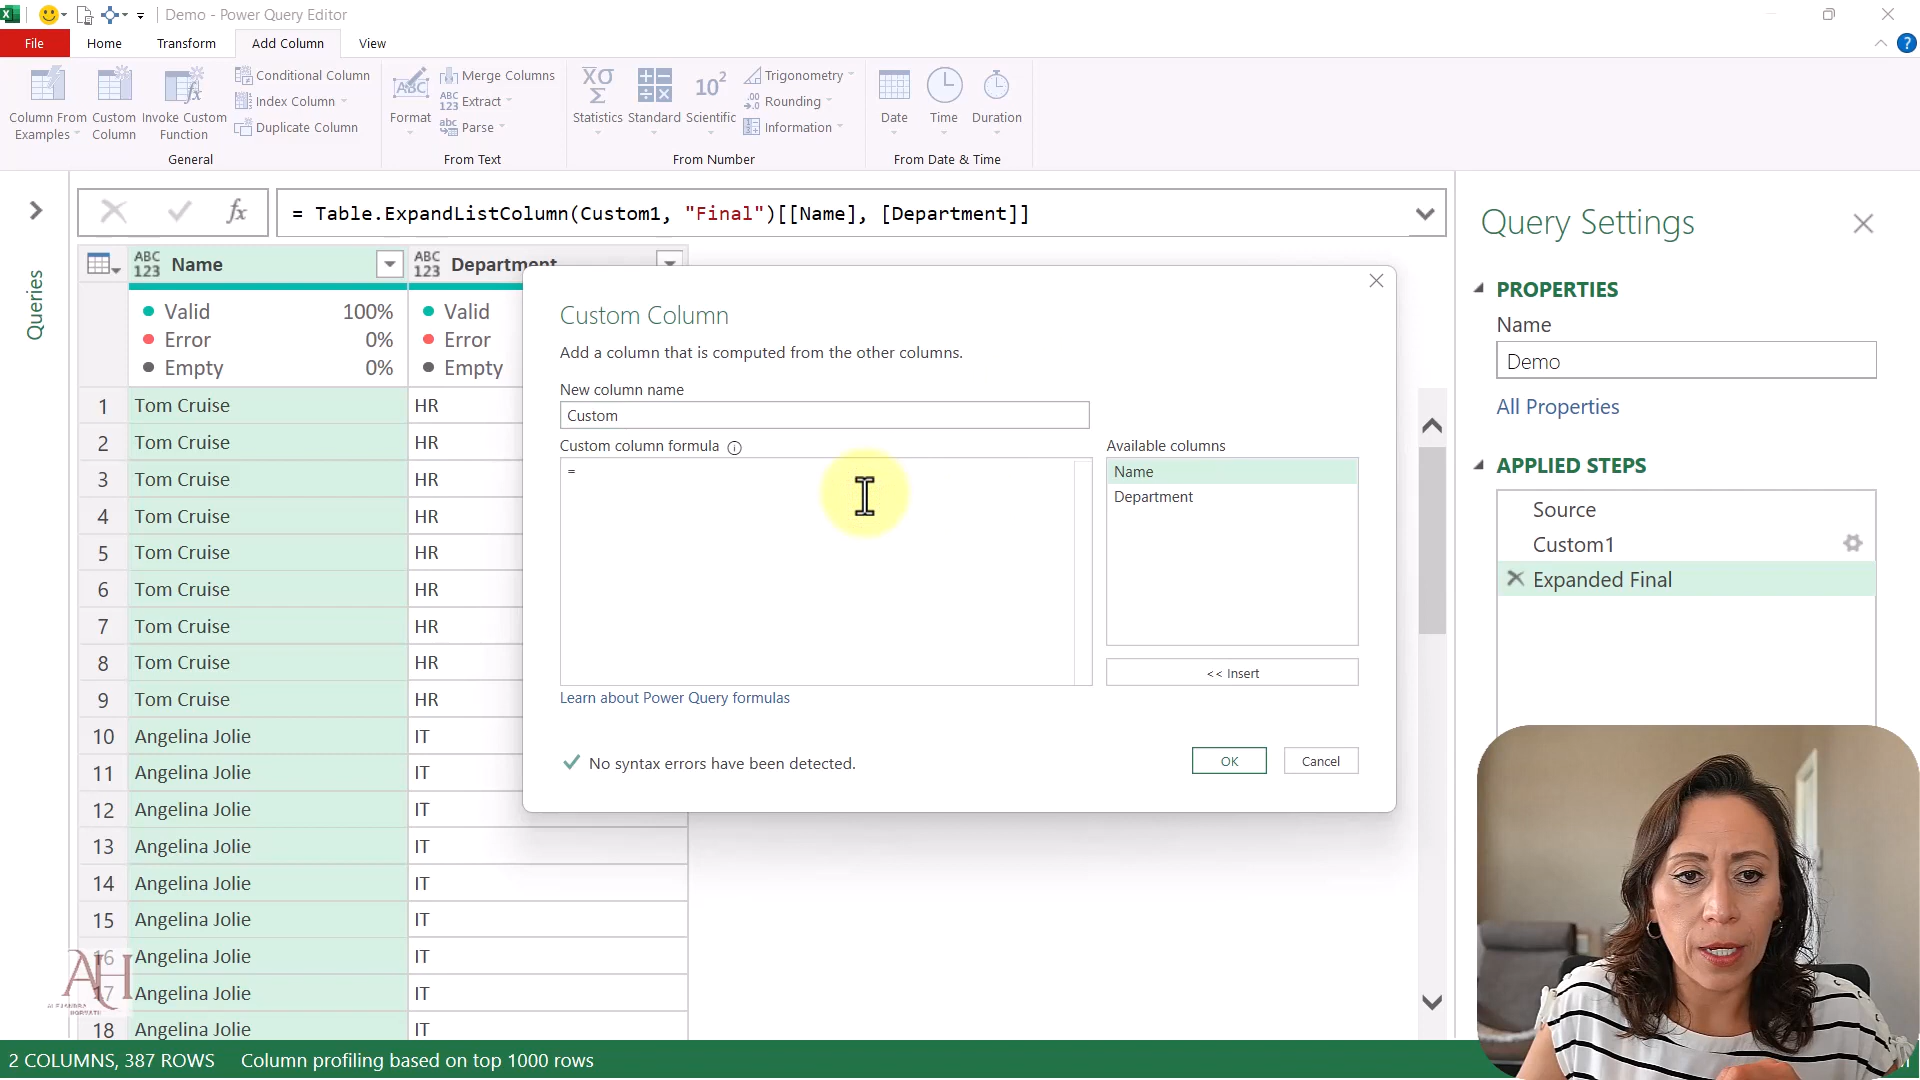 Demo - Power Query Editor
File Home Transform Add Column View
Column From Examples
Custom Column
Invoke Custom Function
Conditional Column
Index Column
Duplicate Column
General
Format
Merge Columns
Extract
Parse
From Text
Statistics
Standard
Scientific
Trigonometry
Rounding
Information
From Number
Date
Time
Duration
From Date & Time
Queries
= Table.ExpandListColumn(Custom1, "Final")[[Name], [Department]]
ABC 123 Name
ABC 123 Department
Valid 100%
Error 0%
Empty 0%
Valid
Error
Empty
1 Tom Cruise HR
2 Tom Cruise HR
3 Tom Cruise HR
4 Tom Cruise HR
5 Tom Cruise HR
6 Tom Cruise HR
7 Tom Cruise HR
8 Tom Cruise HR
9 Tom Cruise HR
10 Angelina Jolie IT
11 Angelina Jolie IT
12 Angelina Jolie IT
13 Angelina Jolie IT
14 Angelina Jolie IT
15 Angelina Jolie IT
16 Angelina Jolie IT
17 Angelina Jolie IT
18 Angelina Jolie IT
AH
ALEJANDRA
HORVATH
Custom Column
Add a column that is computed from the other columns.
New column name
Custom
Custom column formula
=
Available columns
Name
Department
<< Insert
Learn about Power Query formulas
No syntax errors have been detected.
OK
Cancel
Query Settings
PROPERTIES
Name
Demo
All Properties
APPLIED STEPS
Source
Custom1
Expanded Final
2 COLUMNS, 387 ROWS
Column profiling based on top 1000 rows